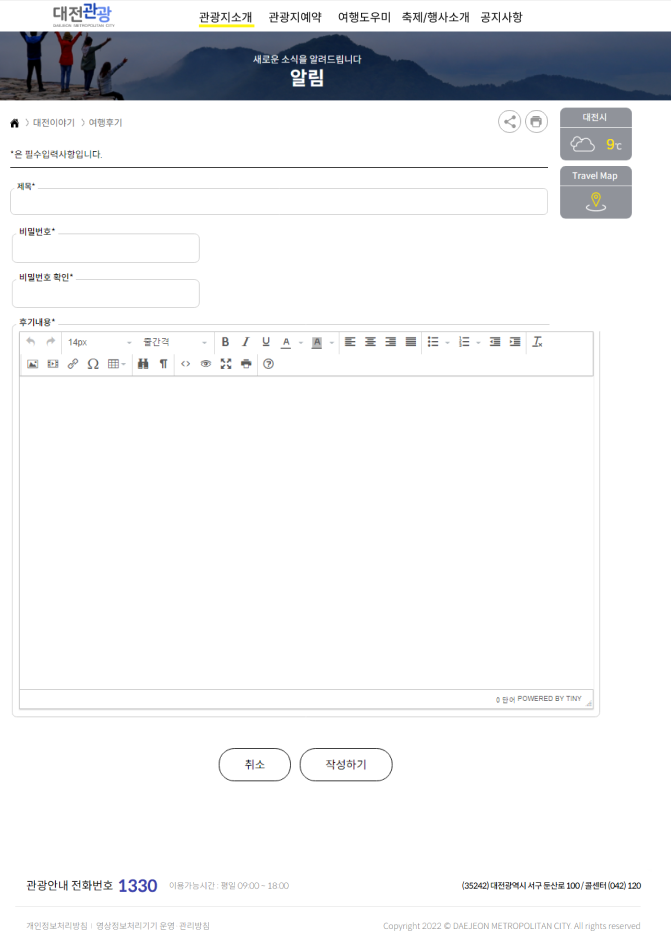 대전관광
DAEJEON METROPOLITAN CITY
관광지소개 관광지예약 여행도우미 축제/행사소개 공지사항
새로운 소식을 알려드립니다
알림
〉대전이야기 〉여행후기
대전시
9℃
Travel Map
*은 필수입력사항입니다.
제목*
비밀번호*
비밀번호 확인*
후기내용*
14px 줄간격 B I U A A
Ω ¶ <>
0 단어 POWERED BY TINY
취소 작성하기
관광안내 전화번호 1330 이용가능시간 : 평일 09:00 ~ 18:00
(35242) 대전광역시 서구 둔산로 100 / 콜센터 (042) 120
개인정보처리방침 | 영상정보처리기기 운영·관리방침
Copyright 2022 © DAEJEON METROPOLITAN CITY. All rights reserved